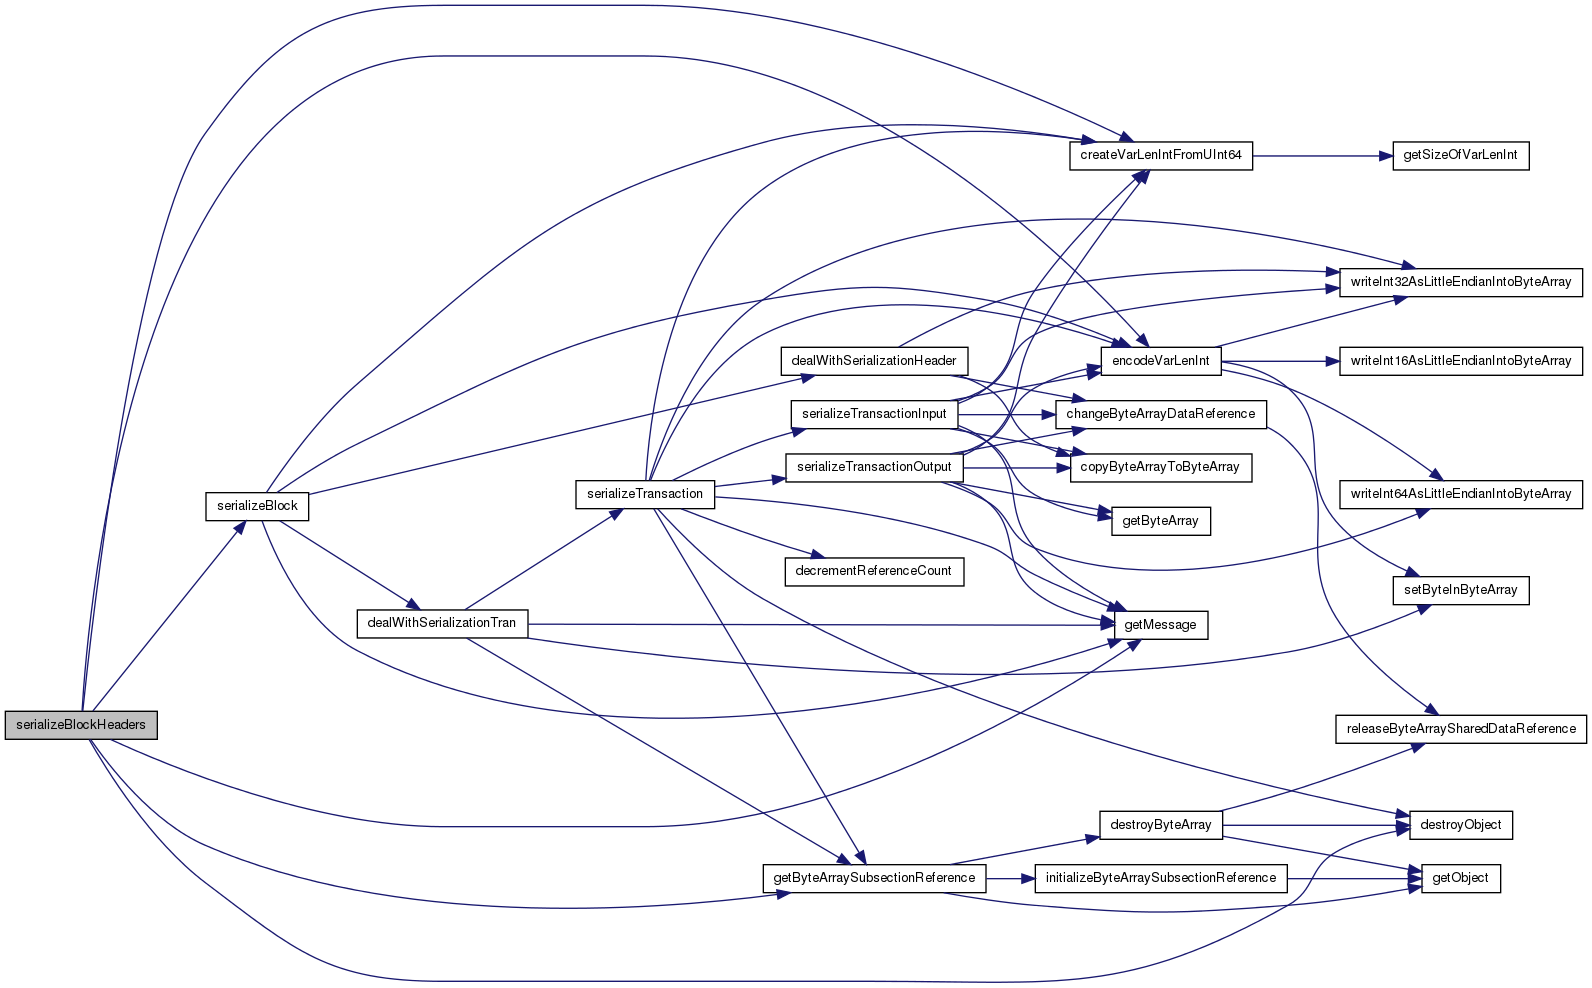 createVarLenIntFromUInt64
getSizeOfVarLenInt
writeInt32AsLittleEndianIntoByteArray
dealWithSerializationHeader
encodeVarLenInt
writeInt16AsLittleEndianIntoByteArray
serializeTransactionInput
changeByteArrayDataReference
serializeTransactionOutput
copyByteArrayToByteArray
serializeTransaction
writeInt64AsLittleEndianIntoByteArray
serializeBlock
getByteArray
decrementReferenceCount
setByteInByteArray
dealWithSerializationTran
getMessage
serializeBlockHeaders
releaseByteArraySharedDataReference
destroyByteArray
destroyObject
getByteArraySubsectionReference
initializeByteArraySubsectionReference
getObject